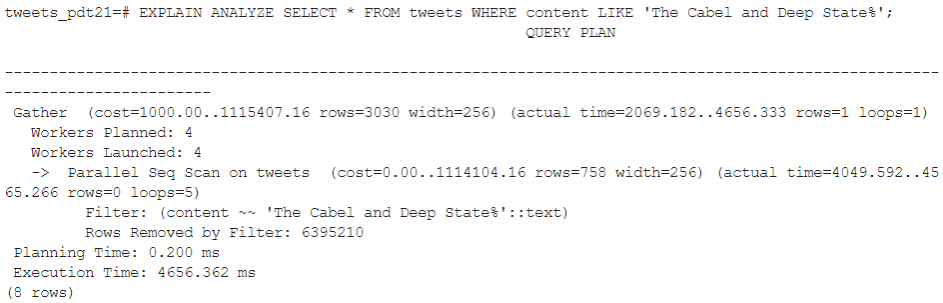 tweets_pdt21=# EXPLAIN ANALYZE SELECT * FROM tweets WHERE content LIKE 'The Cabel and Deep State%';
QUERY PLAN
--------------------------------------------------------------------------------------------------------------
------------------------
Gather  (cost=1000.00..1115407.16 rows=3030 width=256) (actual time=2069.182..4656.333 rows=1 loops=1)
Workers Planned: 4
Workers Launched: 4
->  Parallel Seq Scan on tweets  (cost=0.00..1114104.16 rows=758 width=256) (actual time=4049.592..45
65.266 rows=0 loops=5)
Filter: (content ~~ 'The Cabel and Deep State%'::text)
Rows Removed by Filter: 6395210
Planning Time: 0.200 ms
Execution Time: 4656.362 ms
(8 rows)